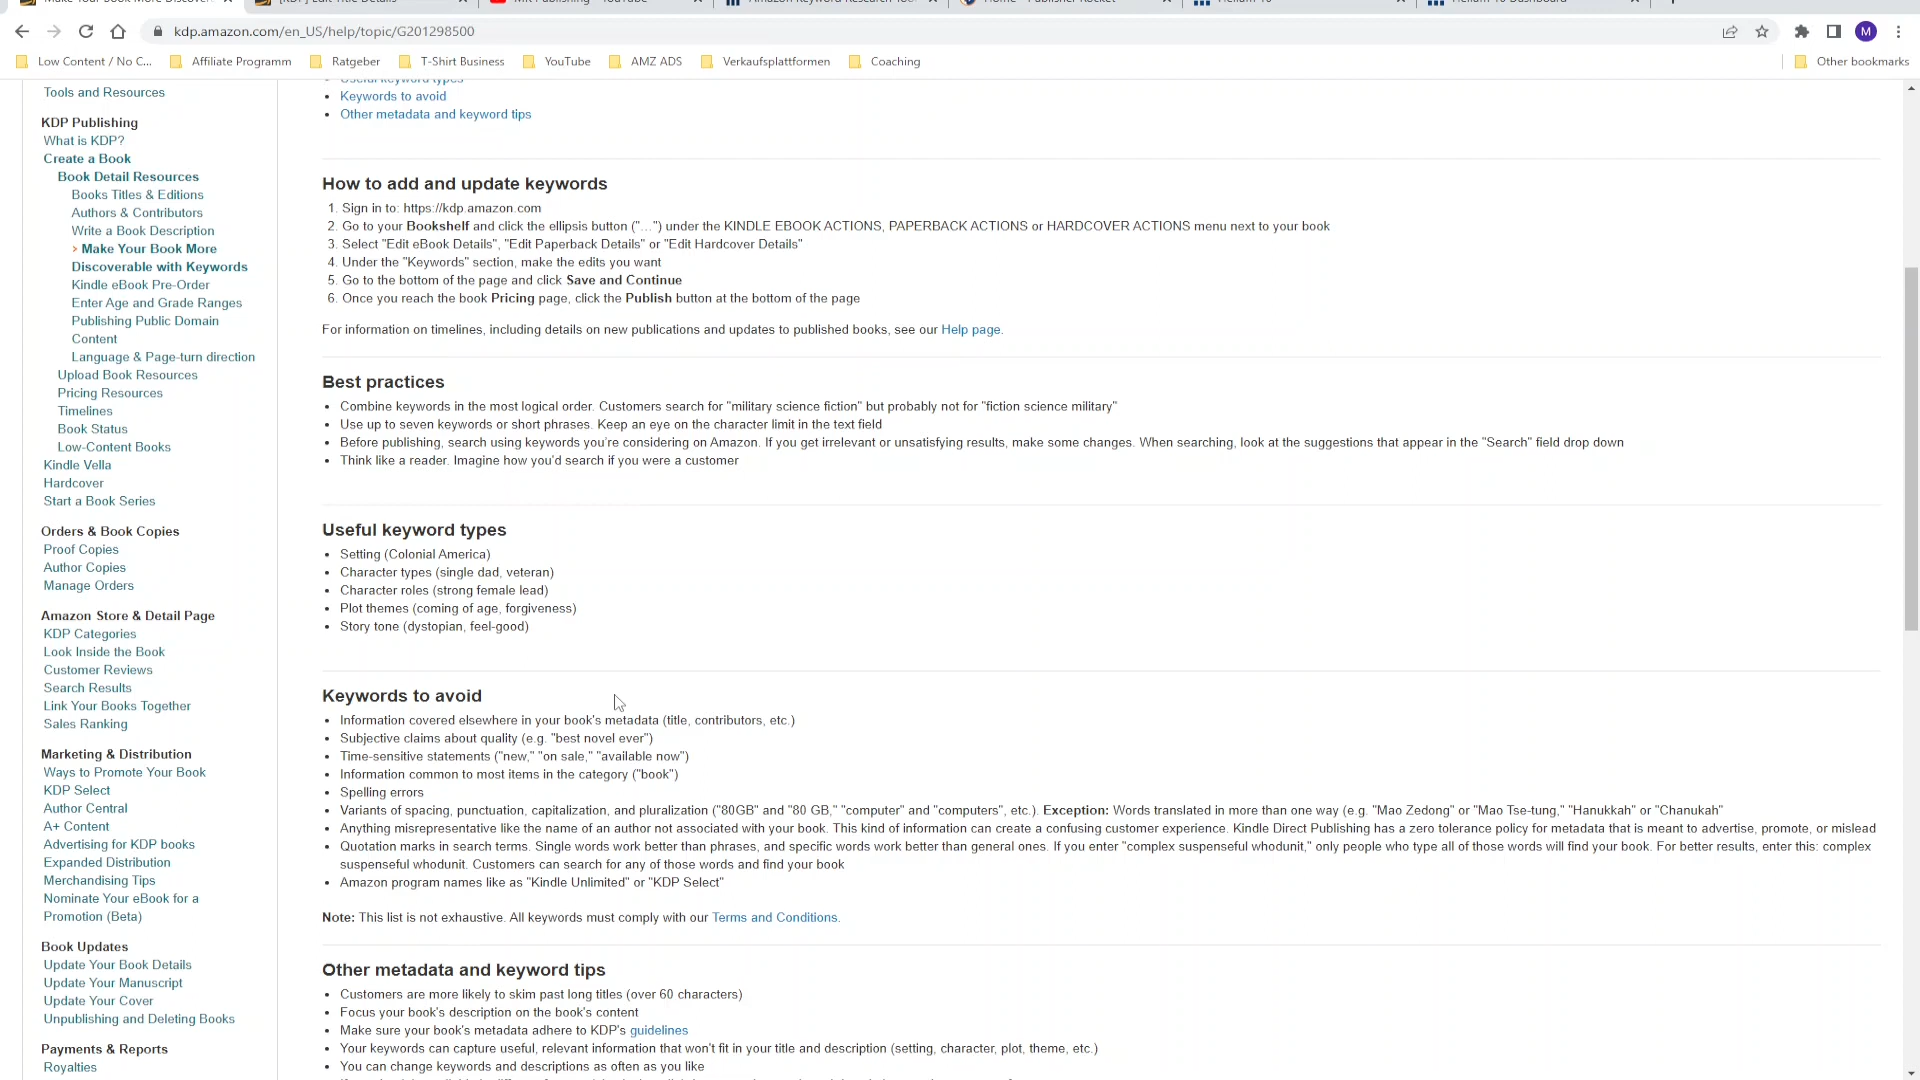 Make Your Book More Discover
[KDP] Edit Title Details
MK Publishing - YouTube
Amazon Keyword Research Too
Home - Publisher Rocket
Helium 10
Helium 10 Dashboard
kdp.amazon.com/en_US/help/topic/G201298500
M
Low Content / No C...
Affiliate Programm
Ratgeber
T-Shirt Business
YouTube
AMZ ADS
Verkaufsplattformen
Coaching
Other bookmarks
Tools and Resources
KDP Publishing
What is KDP?
Create a Book
Book Detail Resources
Books Titles & Editions
Authors & Contributors
Write a Book Description
› Make Your Book More
Discoverable with Keywords
Kindle eBook Pre-Order
Enter Age and Grade Ranges
Publishing Public Domain
Content
Language & Page-turn direction
Upload Book Resources
Pricing Resources
Timelines
Book Status
Low-Content Books
Kindle Vella
Hardcover
Start a Book Series
Orders & Book Copies
Proof Copies
Author Copies
Manage Orders
Amazon Store & Detail Page
KDP Categories
Look Inside the Book
Customer Reviews
Search Results
Link Your Books Together
Sales Ranking
Marketing & Distribution
Ways to Promote Your Book
KDP Select
Author Central
A+ Content
Advertising for KDP books
Expanded Distribution
Merchandising Tips
Nominate Your eBook for a
Promotion (Beta)
Book Updates
Update Your Book Details
Update Your Manuscript
Update Your Cover
Unpublishing and Deleting Books
Payments & Reports
Royalties
Useful keyword types
• Keywords to avoid
• Other metadata and keyword tips
How to add and update keywords
1. Sign in to: https://kdp.amazon.com
2. Go to your Bookshelf and click the ellipsis button ("…") under the KINDLE EBOOK ACTIONS, PAPERBACK ACTIONS or HARDCOVER ACTIONS menu next to your book
3. Select "Edit eBook Details", "Edit Paperback Details" or "Edit Hardcover Details"
4. Under the "Keywords" section, make the edits you want
5. Go to the bottom of the page and click Save and Continue
6. Once you reach the book Pricing page, click the Publish button at the bottom of the page
For information on timelines, including details on new publications and updates to published books, see our Help page.
Best practices
• Combine keywords in the most logical order. Customers search for "military science fiction" but probably not for "fiction science military"
• Use up to seven keywords or short phrases. Keep an eye on the character limit in the text field
• Before publishing, search using keywords you're considering on Amazon. If you get irrelevant or unsatisfying results, make some changes. When searching, look at the suggestions that appear in the "Search" field drop down
• Think like a reader. Imagine how you'd search if you were a customer
Useful keyword types
• Setting (Colonial America)
• Character types (single dad, veteran)
• Character roles (strong female lead)
• Plot themes (coming of age, forgiveness)
• Story tone (dystopian, feel-good)
Keywords to avoid
• Information covered elsewhere in your book's metadata (title, contributors, etc.)
• Subjective claims about quality (e.g. "best novel ever")
• Time-sensitive statements ("new," "on sale," "available now")
• Information common to most items in the category ("book")
• Spelling errors
• Variants of spacing, punctuation, capitalization, and pluralization ("80GB" and "80 GB," "computer" and "computers", etc.). Exception: Words translated in more than one way (e.g. "Mao Zedong" or "Mao Tse-tung," "Hanukkah" or "Chanukah"
• Anything misrepresentative like the name of an author not associated with your book. This kind of information can create a confusing customer experience. Kindle Direct Publishing has a zero tolerance policy for metadata that is meant to advertise, promote, or mislead
• Quotation marks in search terms. Single words work better than phrases, and specific words work better than general ones. If you enter "complex suspenseful whodunit," only people who type all of those words will find your book. For better results, enter this: complex
suspenseful whodunit. Customers can search for any of those words and find your book
• Amazon program names like as "Kindle Unlimited" or "KDP Select"
Note: This list is not exhaustive. All keywords must comply with our Terms and Conditions.
Other metadata and keyword tips
• Customers are more likely to skim past long titles (over 60 characters)
• Focus your book's description on the book's content
• Make sure your book's metadata adhere to KDP's guidelines
• Your keywords can capture useful, relevant information that won't fit in your title and description (setting, character, plot, theme, etc.)
• You can change keywords and descriptions as often as you like